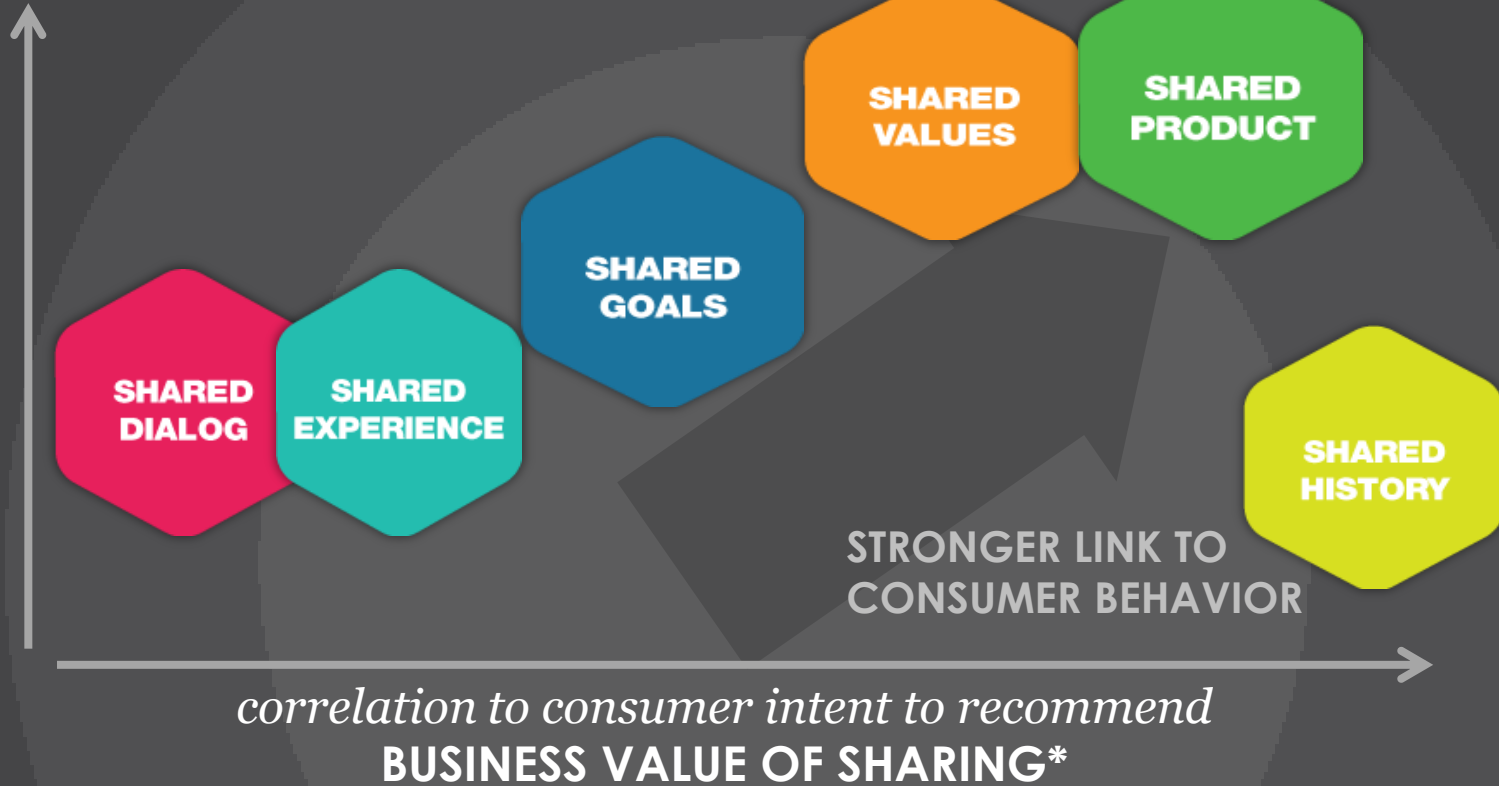 SHARED
VALUES
SHARED
PRODUCT
SHARED
GOALS
SHARED
DIALOG
SHARED
EXPERIENCE
SHARED
HISTORY
STRONGER LINK TO
CONSUMER BEHAVIOR
correlation to consumer intent to recommend
BUSINESS VALUE OF SHARING*